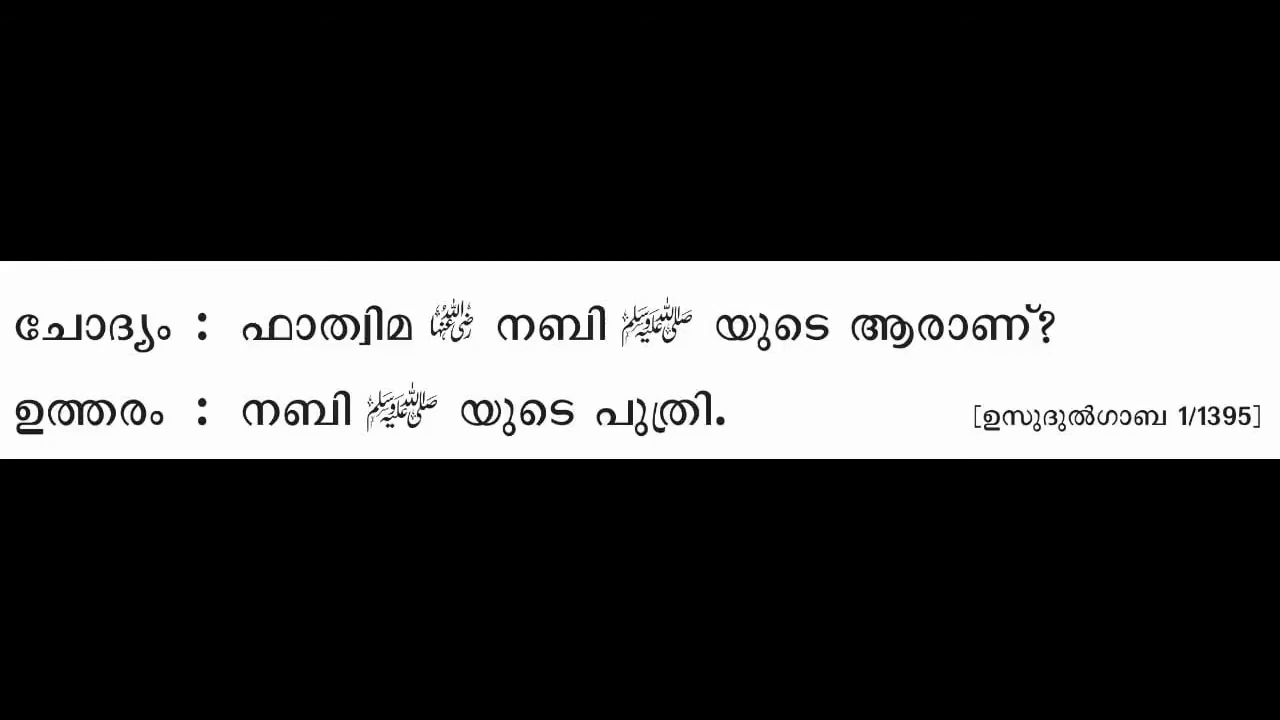 ചോദ്യം : ഫാത്വിമ رضي الله عنها നബി ﷺ യുടെ ആരാണ്?
ഉത്തരം : നബി ﷺ യുടെ പുത്രി. [ഉസുദുൽഗാബ 1/1395]